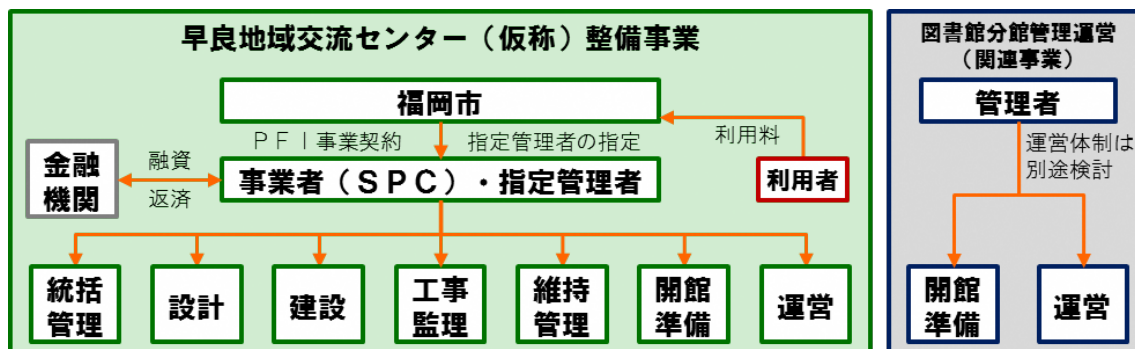 早良地域交流センター（仮称）整備事業
福岡市
ＰＦＩ事業契約
指定管理者の指定
利用料
金融
機関
融資
返済
事業者（ＳＰＣ）・指定管理者
利用者
統括
管理
設計
建設
工事
監理
維持
管理
開館
準備
運営
図書館分館管理運営
（関連事業）
管理者
運営体制は
別途検討
開館
準備
運営